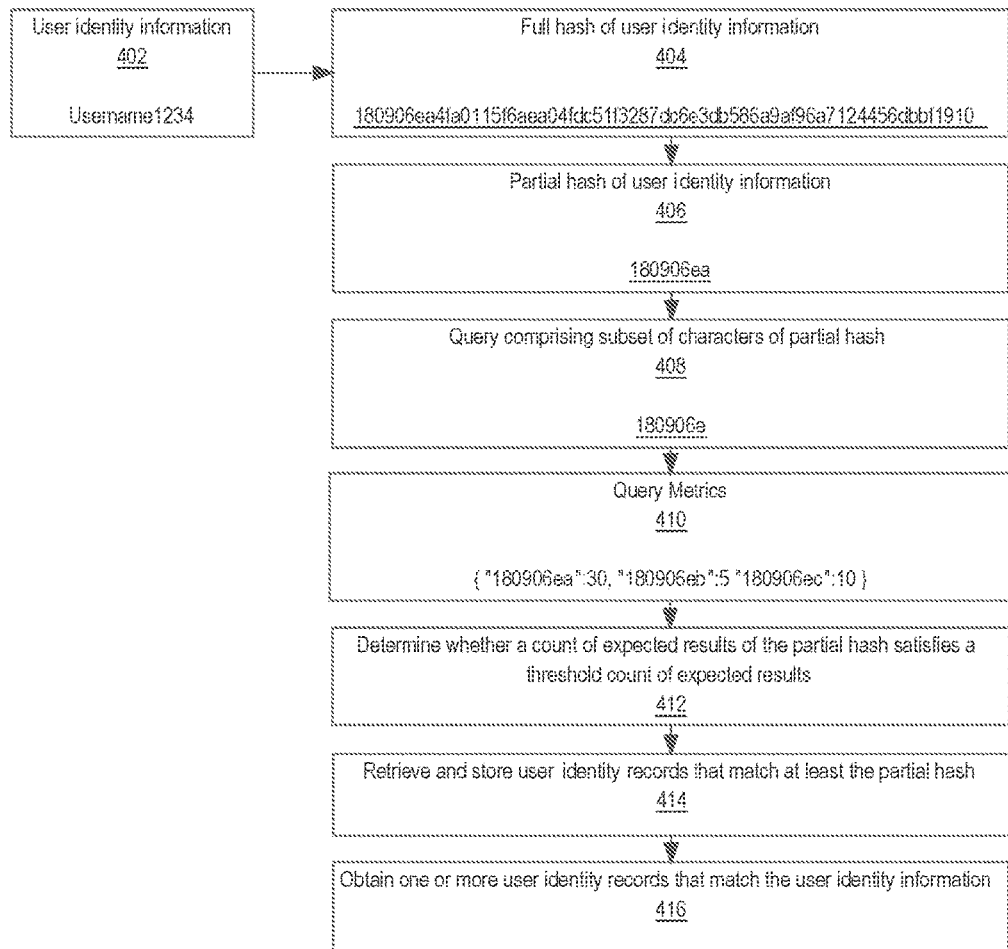 User identity information
402
Username1234
Full hash of user identity information
404
180906ea4fa0115f6aea04fdc51f3287dc6e3db586a9af96a7124456dbbf1910
Partial hash of user identity information
406
180906ea
Query comprising subset of characters of partial hash
408
180906e
Query Metrics
410
{ "180906ea":30, "180906eb":5 "180906ec":10 }
Determine whether a count of expected results of the partial hash satisfies a
threshold count of expected results
412
Retrieve and store user identity records that match at least the partial hash
414
Obtain one or more user identity records that match the user identity information
416